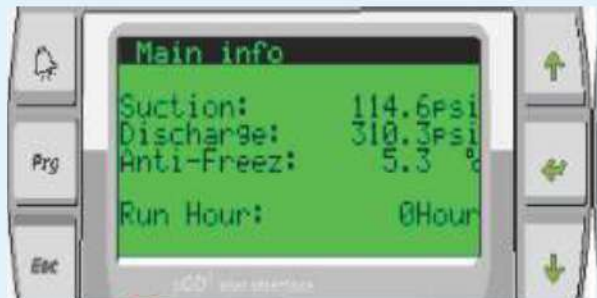 Main info
Suction: 114.6psi
Discharge: 310.3psi
Anti-Freez: 5.3 °c
Run Hour: 0Hour
Prg
Esc